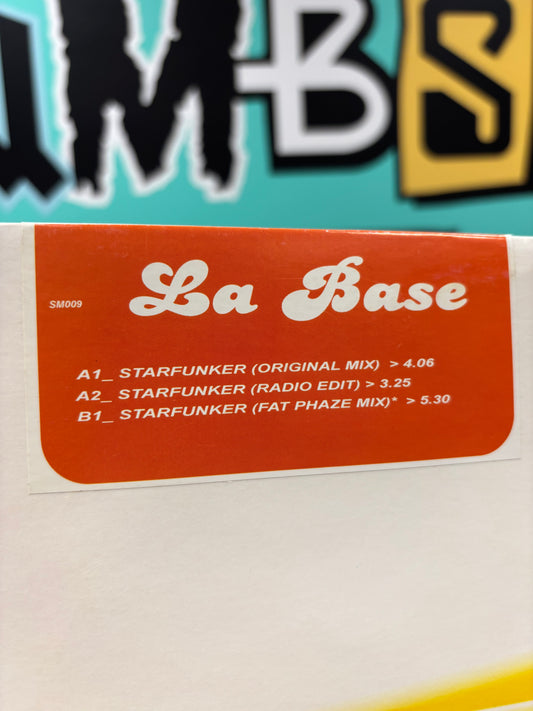 MBS
La Base
SM009
A1_ STARFUNKER (ORIGINAL MIX) > 4.06
A2_ STARFUNKER (RADIO EDIT) > 3.25
B1_ STARFUNKER (FAT PHAZE MIX)* > 5.30